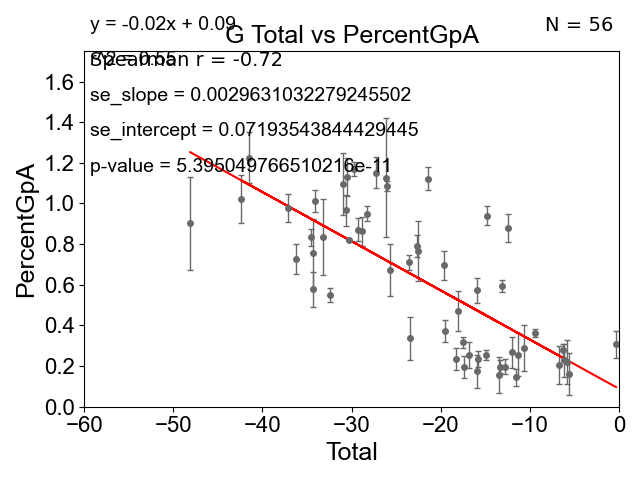 y = -0.02x + 0.09
N = 56
G Total vs PercentGpA
Spearman r = -0.72
se_slope = 0.0029631032279245502
se_intercept = 0.07193543844429445
p-value = 5.395049766510216e-11
PercentGpA
1.6
1.4
1.2
1.0
0.8
0.6
0.4
0.2
0.0
−60
−50
−40
−30
−20
−10
0
Total